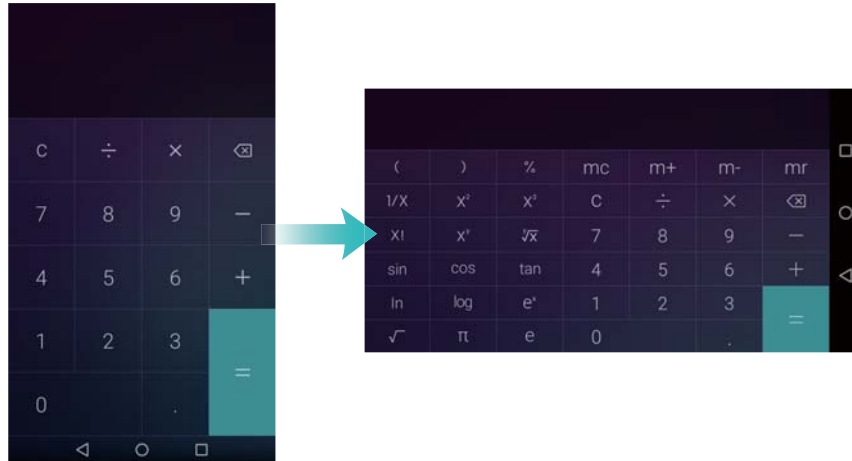 C ÷ ×
7 8 9 −
4 5 6 +
1 2 3 =
0 .
( ) % mc m+ m- mr
1/X X² X³ C ÷ ×
X! Xʸ ʸ√x 7 8 9 −
sin cos tan 4 5 6 +
ln log eˣ 1 2 3 =
√ π e 0 .